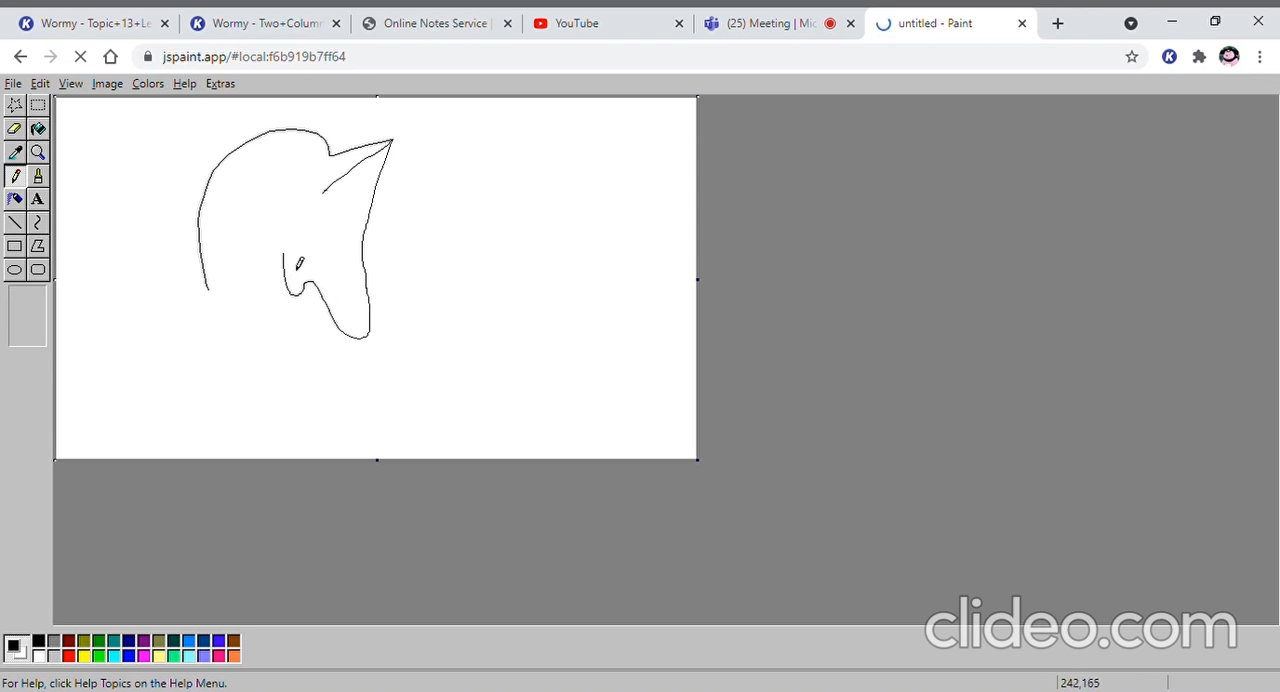 Wormy - Topic+13+Le
Wormy - Two+Column
Online Notes Service |
YouTube
(25) Meeting | Mic
untitled - Paint
jspaint.app/#local:f6b919b7ff64
File Edit View Image Colors Help Extras
A
clideo.com
For Help, click Help Topics on the Help Menu.
242,165